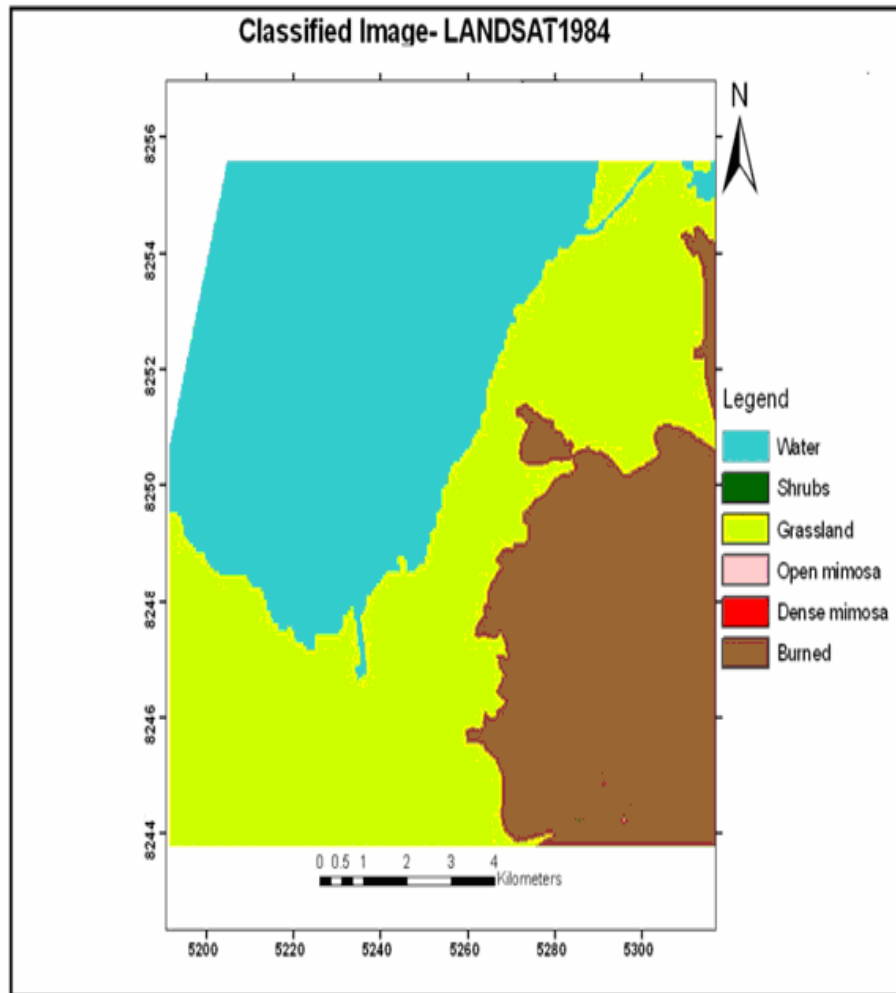 Classified Image- LANDSAT1984
N
8256
8254
8252
8250
8248
8246
8244
Legend
Water
Shrubs
Grassland
Open mimosa
Dense mimosa
Burned
0 0.5 1 2 3 4
Kilometers
5200 5220 5240 5260 5280 5300